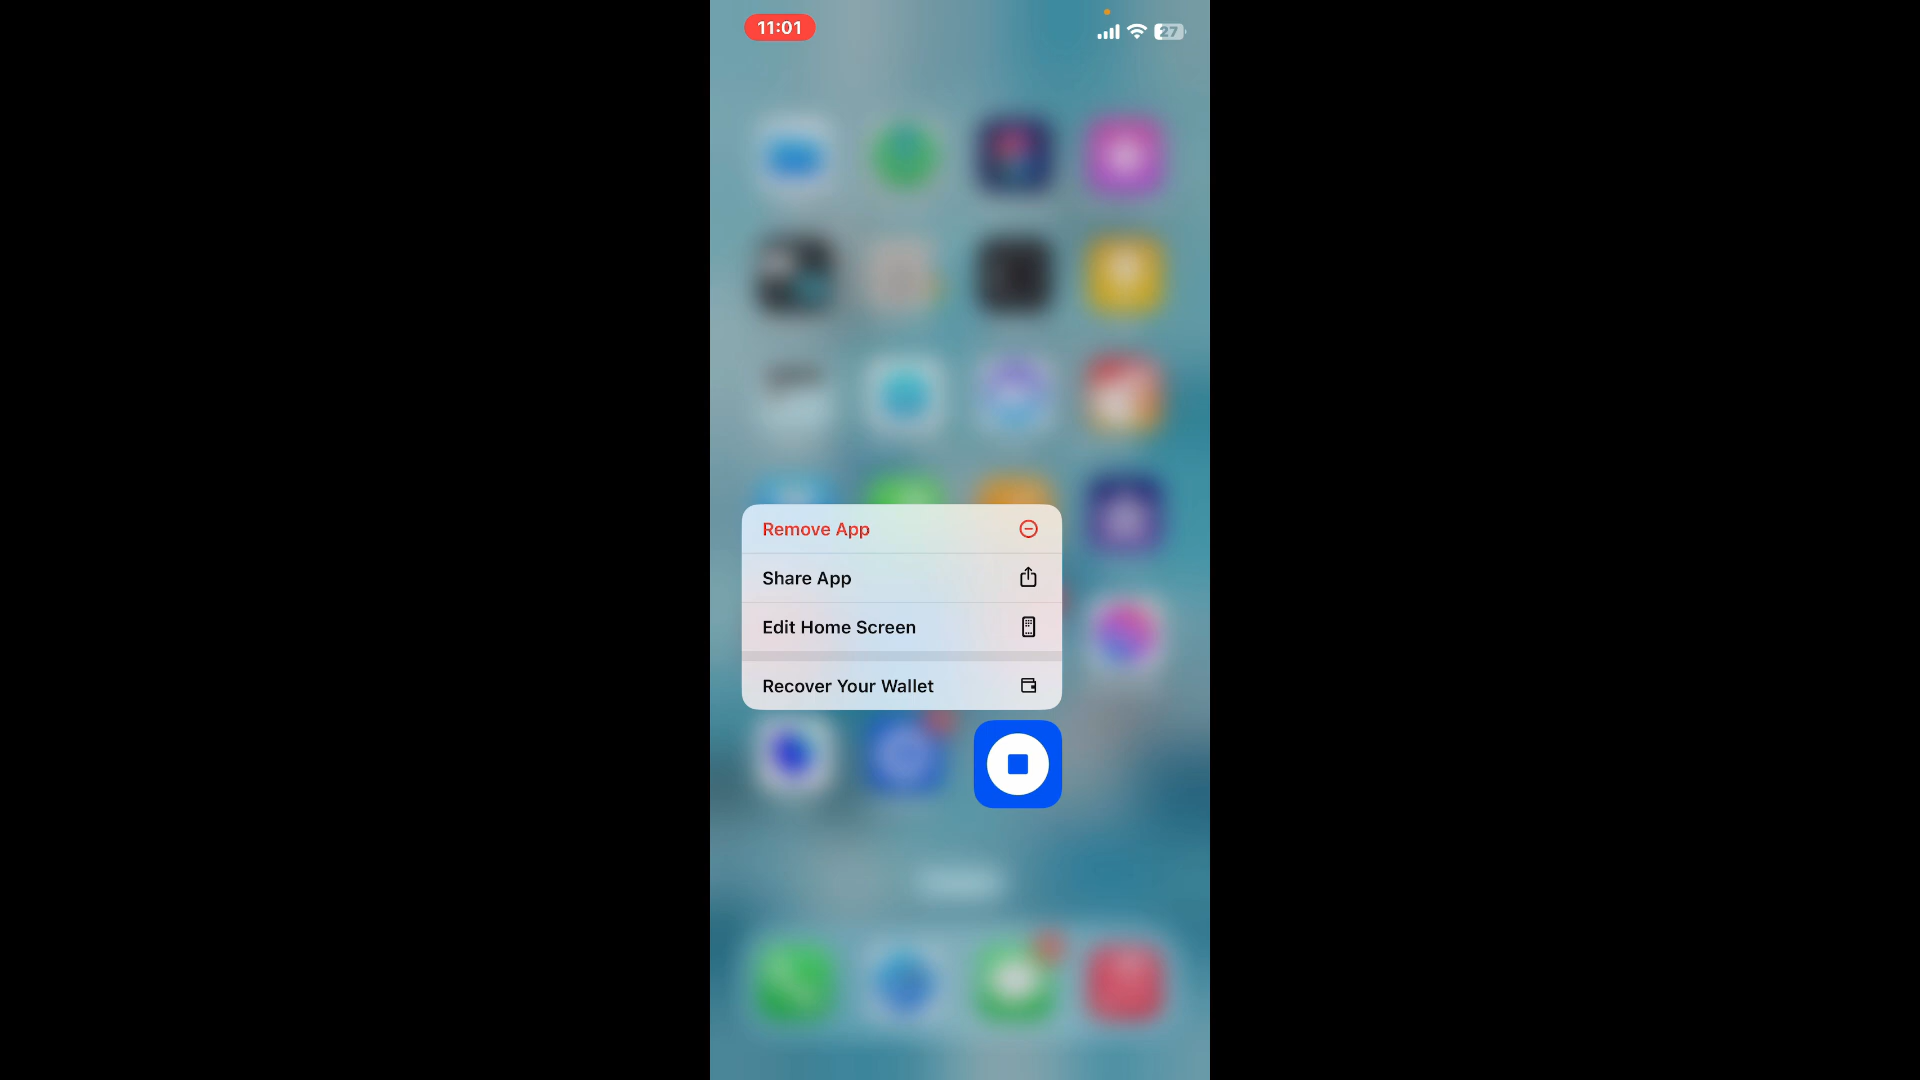 11:01
27
Remove App
Share App
Edit Home Screen
Recover Your Wallet